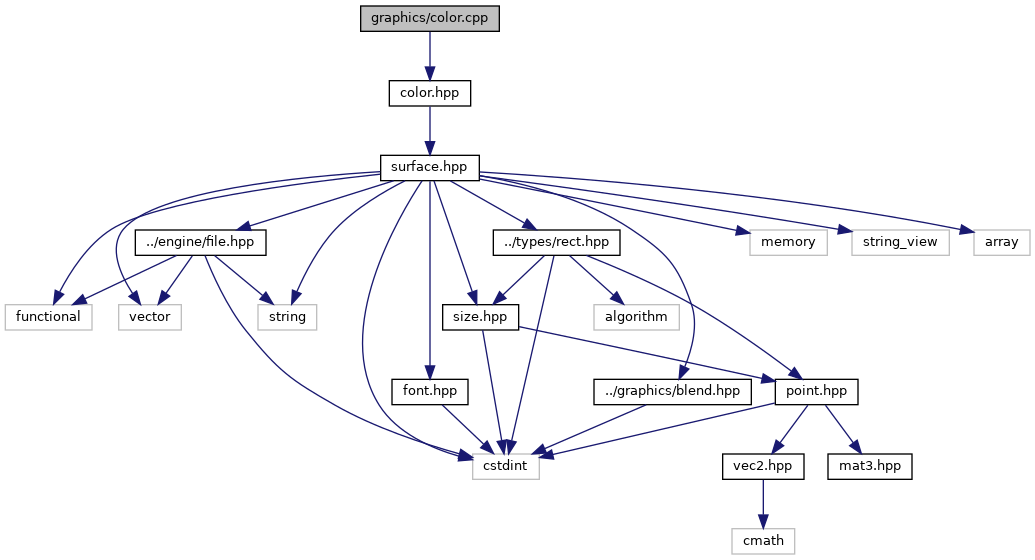 graphics/color.cpp
color.hpp
surface.hpp
../engine/file.hpp
../types/rect.hpp
memory
string_view
array
functional
vector
string
size.hpp
algorithm
font.hpp
../graphics/blend.hpp
point.hpp
cstdint
vec2.hpp
mat3.hpp
cmath